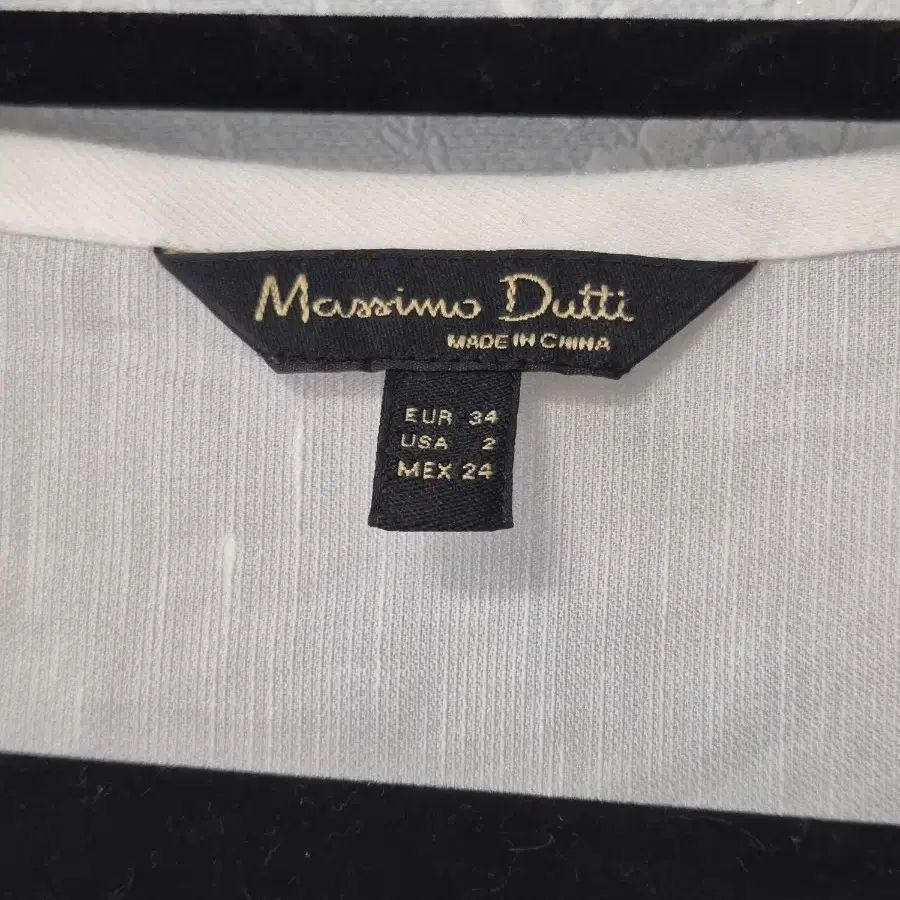 Massimo Dutti
MADE IN CHINA
EUR 34
USA 2
MEX 24